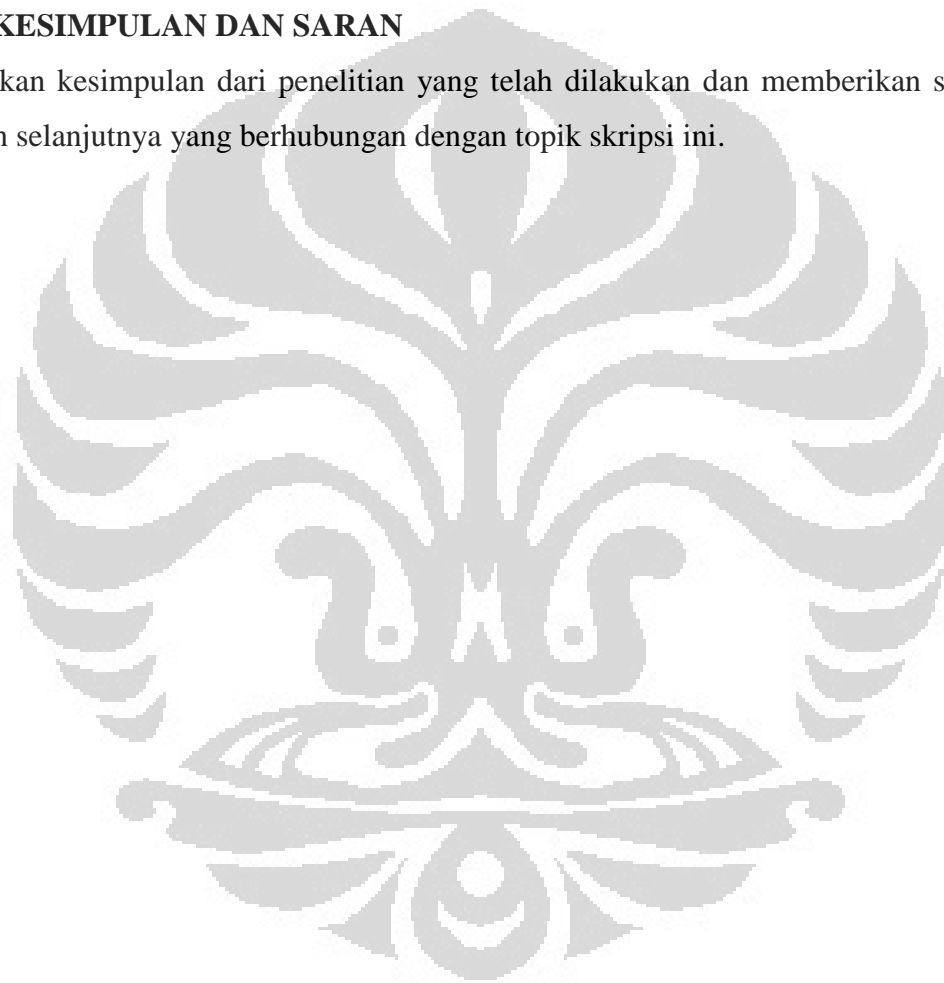 KESIMPULAN DAN SARAN
kan kesimpulan dari penelitian yang telah dilakukan dan memberikan s
n selanjutnya yang berhubungan dengan topik skripsi ini.